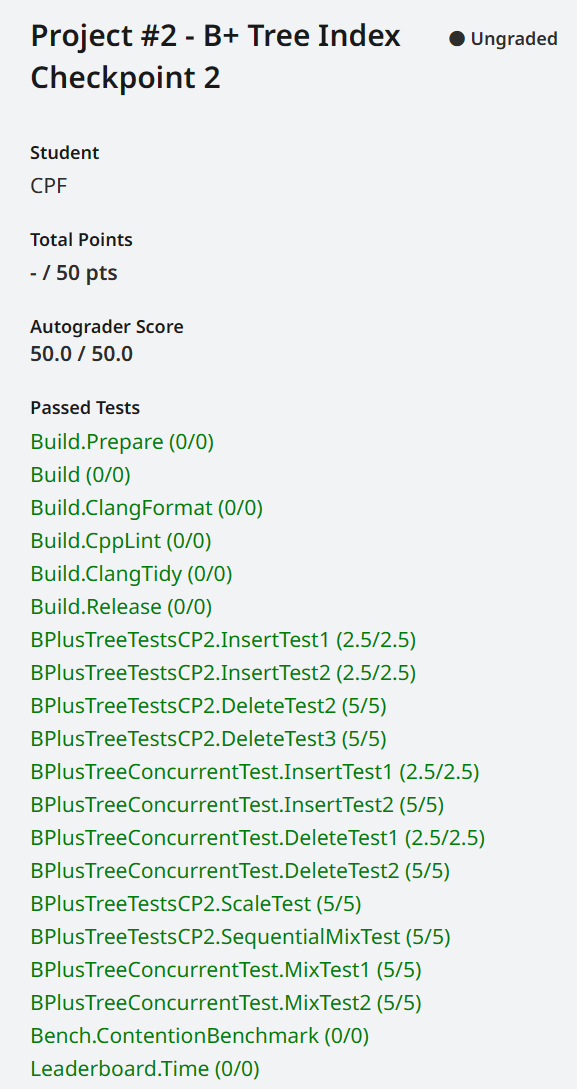 Project #2 - B+ Tree Index
Checkpoint 2
● Ungraded
Student
CPF
Total Points
- / 50 pts
Autograder Score
50.0 / 50.0
Passed Tests
Build.Prepare (0/0)
Build (0/0)
Build.ClangFormat (0/0)
Build.CppLint (0/0)
Build.ClangTidy (0/0)
Build.Release (0/0)
BPlusTreeTestsCP2.InsertTest1 (2.5/2.5)
BPlusTreeTestsCP2.InsertTest2 (2.5/2.5)
BPlusTreeTestsCP2.DeleteTest2 (5/5)
BPlusTreeTestsCP2.DeleteTest3 (5/5)
BPlusTreeConcurrentTest.InsertTest1 (2.5/2.5)
BPlusTreeConcurrentTest.InsertTest2 (5/5)
BPlusTreeConcurrentTest.DeleteTest1 (2.5/2.5)
BPlusTreeConcurrentTest.DeleteTest2 (5/5)
BPlusTreeTestsCP2.ScaleTest (5/5)
BPlusTreeTestsCP2.SequentialMixTest (5/5)
BPlusTreeConcurrentTest.MixTest1 (5/5)
BPlusTreeConcurrentTest.MixTest2 (5/5)
Bench.ContentionBenchmark (0/0)
Leaderboard.Time (0/0)